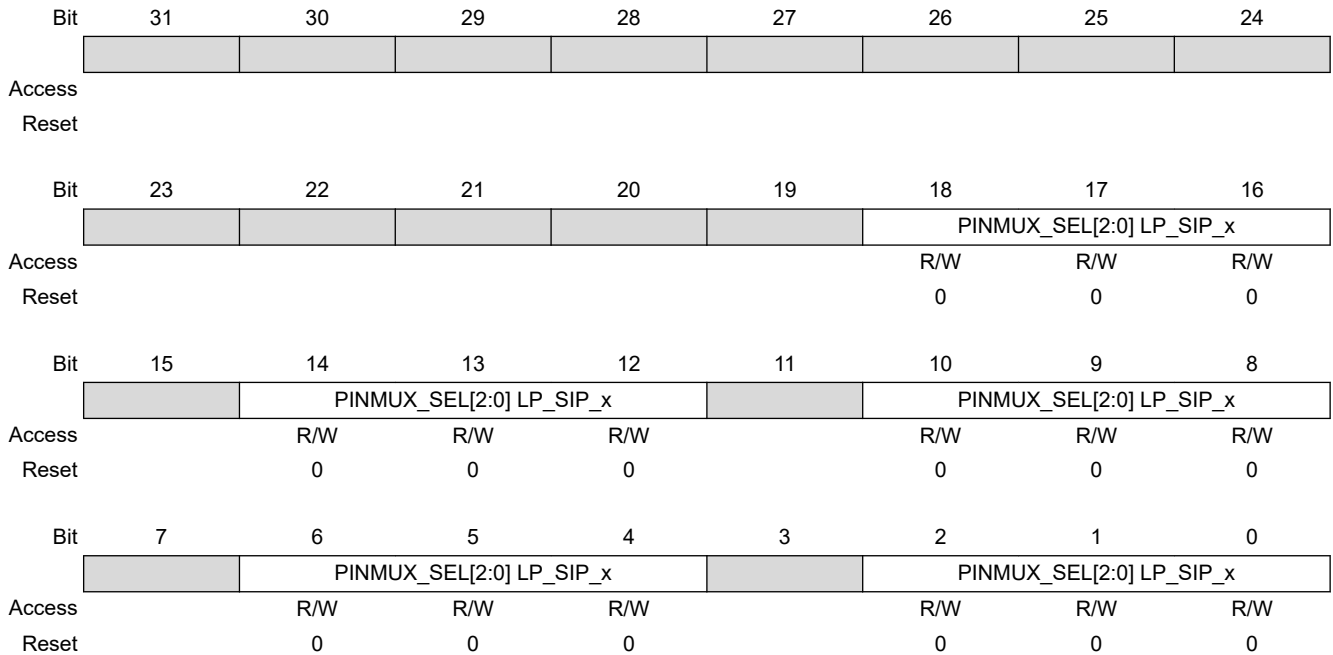 Bit 31 30 29 28 27 26 25 24
Access
Reset
Bit 23 22 21 20 19 18 17 16
PINMUX_SEL[2:0] LP_SIP_x
Access R/W R/W R/W
Reset 0 0 0
Bit 15 14 13 12 11 10 9 8
PINMUX_SEL[2:0] LP_SIP_x PINMUX_SEL[2:0] LP_SIP_x
Access R/W R/W R/W R/W R/W R/W
Reset 0 0 0 0 0 0
Bit 7 6 5 4 3 2 1 0
PINMUX_SEL[2:0] LP_SIP_x PINMUX_SEL[2:0] LP_SIP_x
Access R/W R/W R/W R/W R/W R/W
Reset 0 0 0 0 0 0